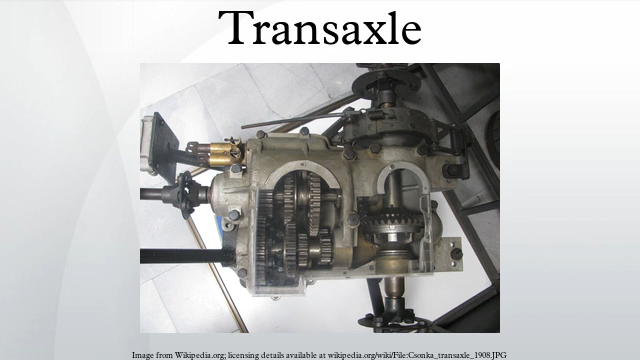 Transaxle
Image from Wikipedia.org; licensing details available at wikipedia.org/wiki/File:Csonka_transaxle_1908.JPG